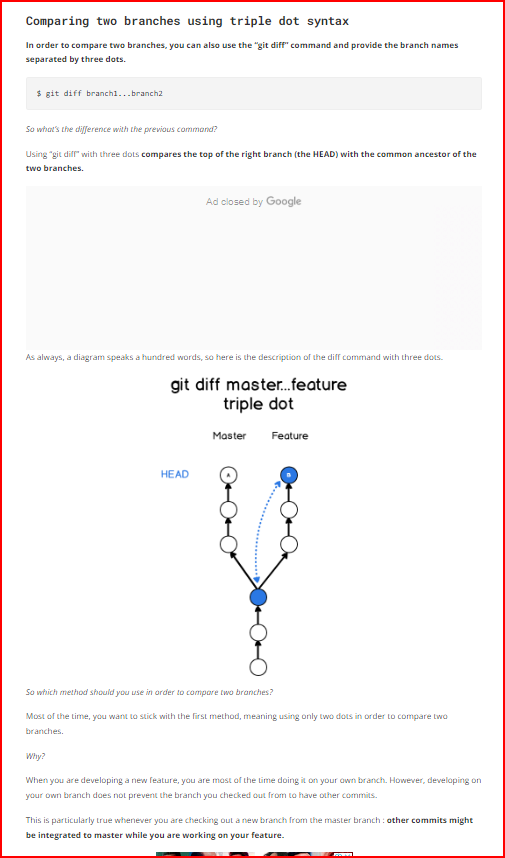 Comparing two branches using triple dot syntax
In order to compare two branches, you can also use the "git diff" command and provide the branch names
separated by three dots.
$ git diff branch1...branch2
So what's the difference with the previous command?
Using "git diff" with three dots compares the top of the right branch (the HEAD) with the common ancestor of the
two branches.
Ad closed by Google
As always, a diagram speaks a hundred words, so here is the description of the diff command with three dots.
git diff master...feature
triple dot
Master Feature
HEAD A B
So which method should you use in order to compare two branches?
Most of the time, you want to stick with the first method, meaning using only two dots in order to compare two
branches.
Why?
When you are developing a new feature, you are most of the time doing it on your own branch. However, developing on
your own branch does not prevent the branch you checked out from to have other commits.
This is particularly true whenever you are checking out a new branch from the master branch : other commits might
be integrated to master while you are working on your feature.